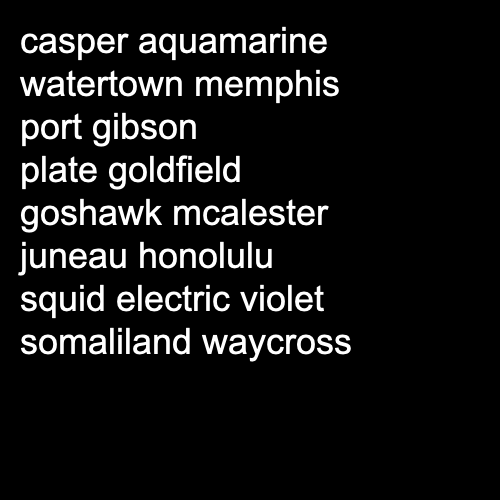 casper aquamarine
watertown memphis
port gibson
plate goldfield
goshawk mcalester
juneau honolulu
squid electric violet
somaliland waycross